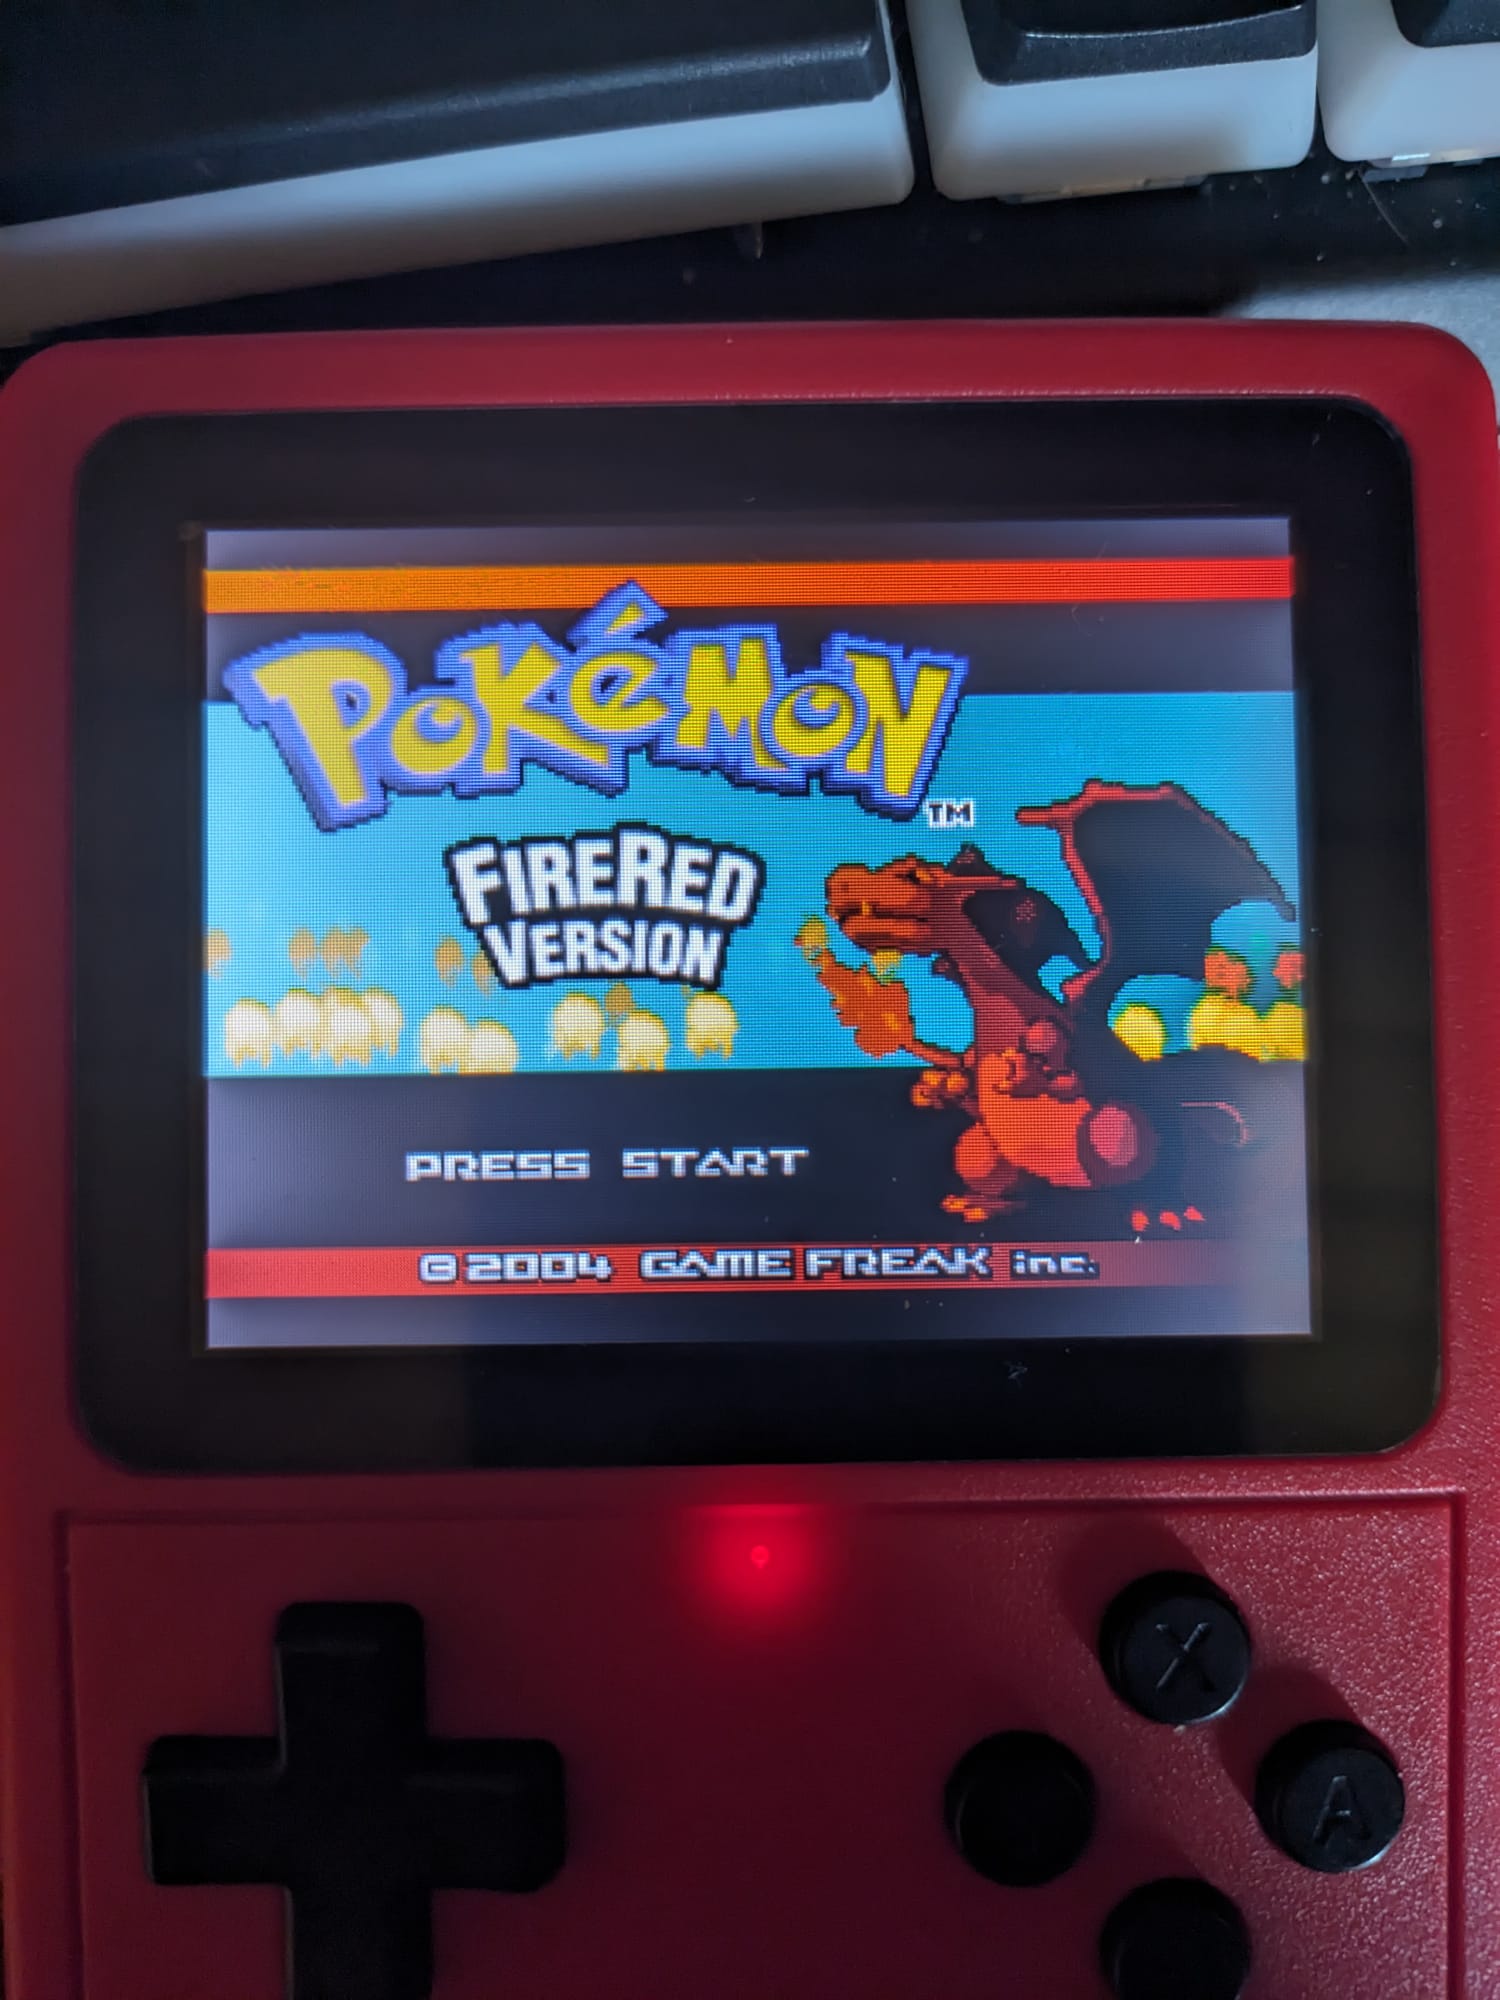 POKéMON
TM
FIRERED
VERSION
PRESS START
©2004 GAME FREAK inc.
X
A